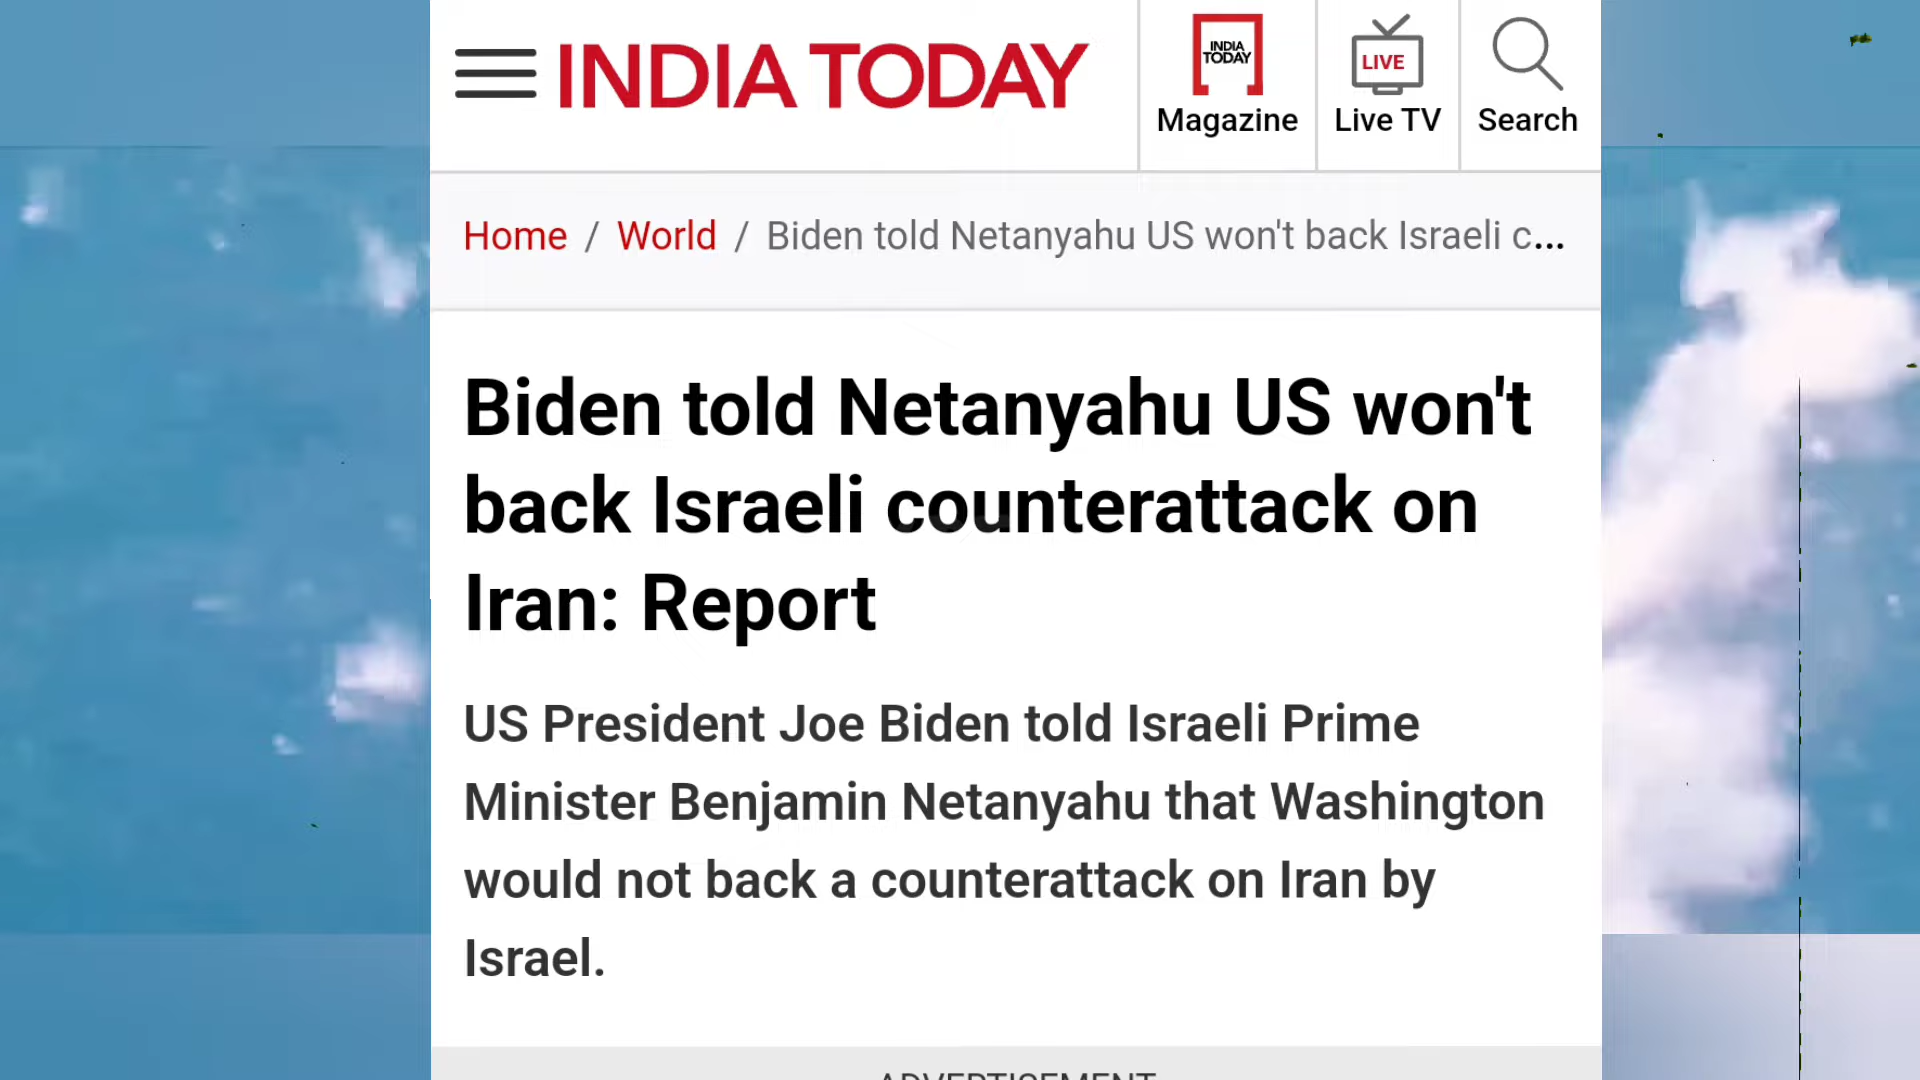 INDIA TODAY
INDIA
TODAY
Magazine
LIVE
Live TV
Search
Home / World / Biden told Netanyahu US won't back Israeli c...
Biden told Netanyahu US won't
back Israeli counterattack on
Iran: Report
US President Joe Biden told Israeli Prime
Minister Benjamin Netanyahu that Washington
would not back a counterattack on Iran by
Israel.
ADVERTISEMENT